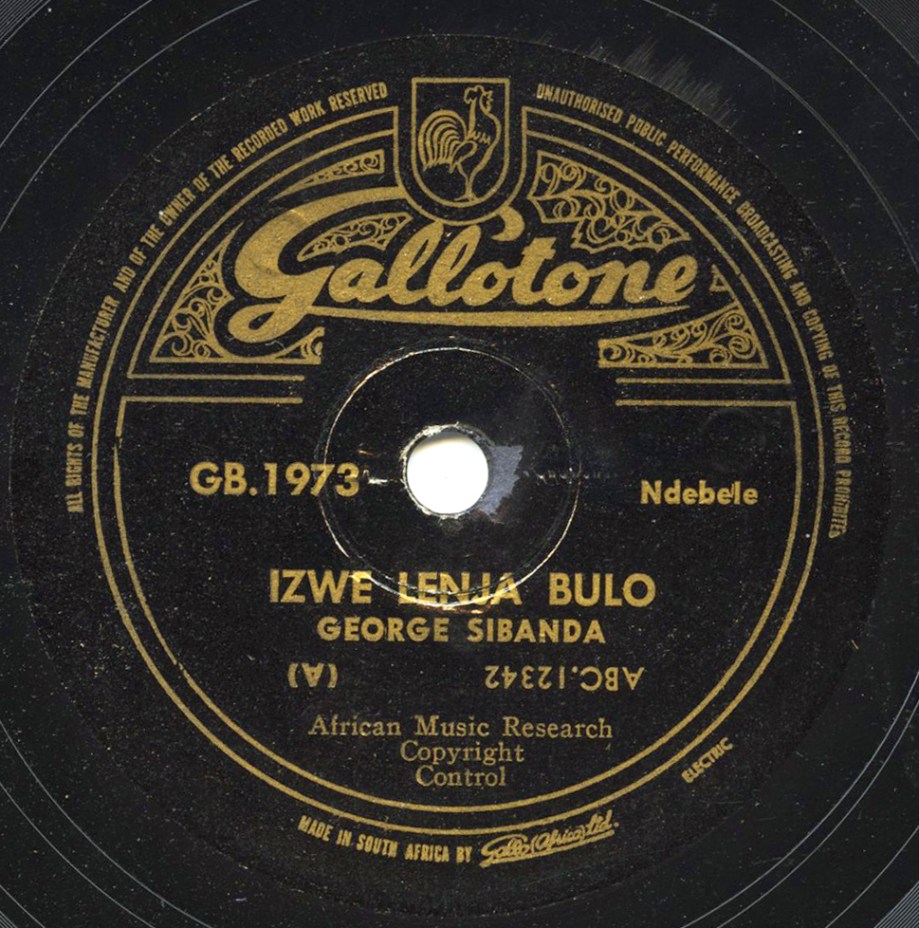 ALL RIGHTS OF THE MANUFACTURER AND OF THE OWNER OF THE RECORDED WORK RESERVED
UNAUTHORISED PUBLIC PERFORMANCE BROADCASTING AND COPYING OF THIS RECORD PROHIBITED
Gallotone
GB.1973
Ndebele
IZWE LENJA BULO
GEORGE SIBANDA
ABC.12342 (A)
African Music Research
Copyright
Control
ELECTRIC
MADE IN SOUTH AFRICA BY Gallo (Africa) Ltd.